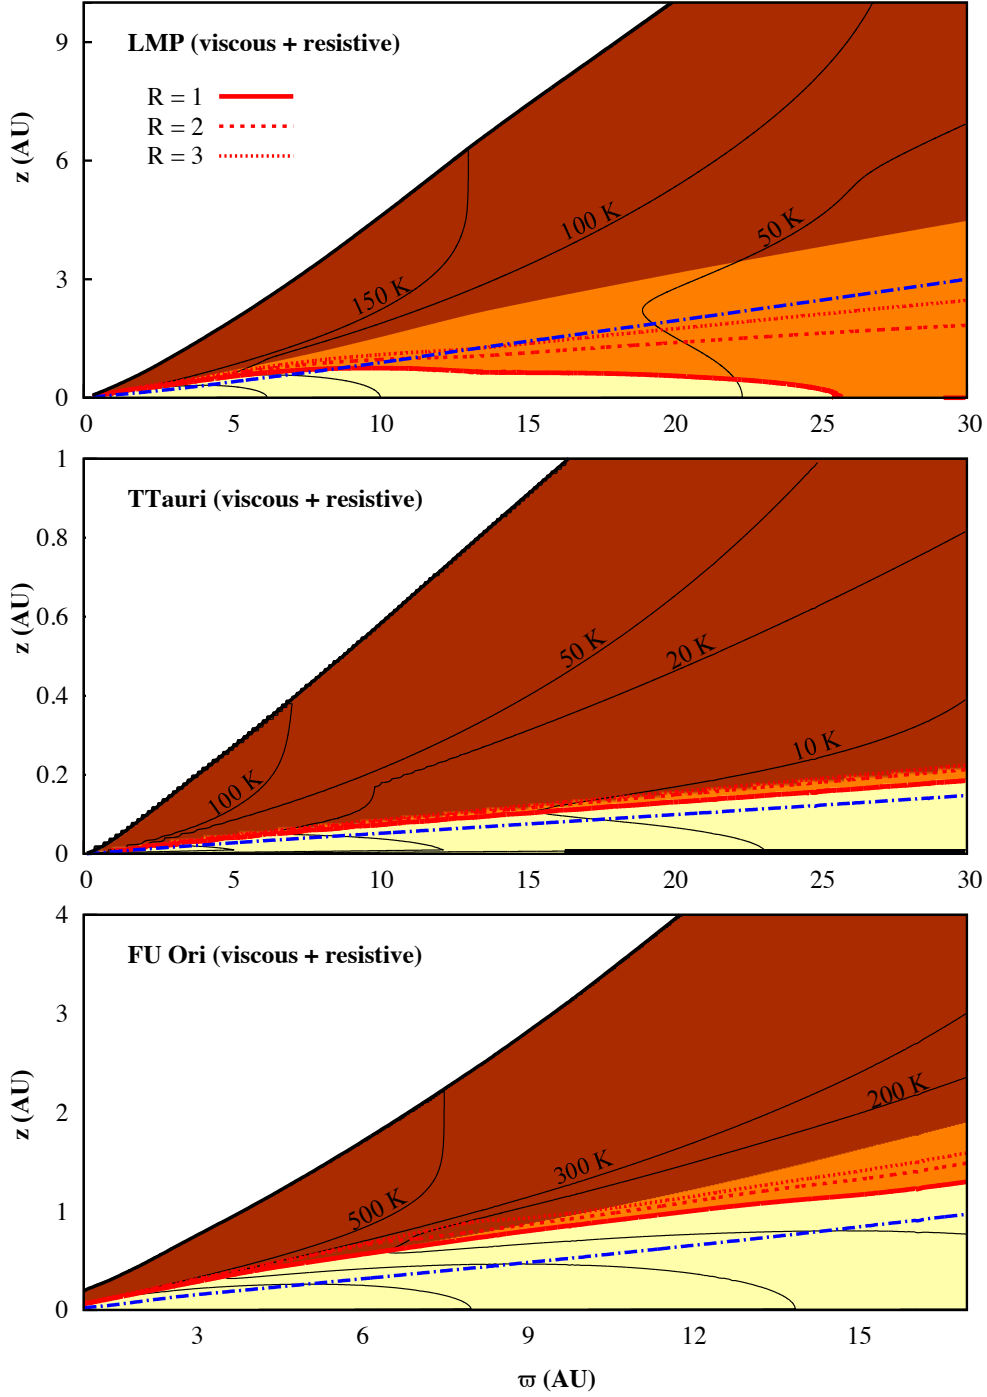 LMP (viscous + resistive)
R = 1
R = 2
R = 3
z (AU)
9
6
3
0
150 K
100 K
50 K
0 5 10 15 20 25 30
TTauri (viscous + resistive)
z (AU)
1
0.8
0.6
0.4
0.2
0
100 K
50 K
20 K
10 K
0 5 10 15 20 25 30
FU Ori (viscous + resistive)
z (AU)
4
3
2
1
0
500 K
300 K
200 K
3 6 9 12 15
ϖ (AU)